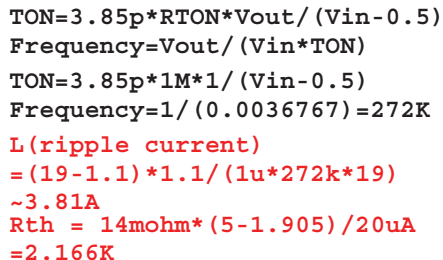 TON=3.85p*RTON*Vout/(Vin-0.5)
Frequency=Vout/(Vin*TON)
TON=3.85p*1M*1/(Vin-0.5)
Frequency=1/(0.0036767)=272K
L(ripple current)
=(19-1.1)*1.1/(1u*272k*19)
~3.81A
Rth = 14mohm*(5-1.905)/20uA
=2.166K